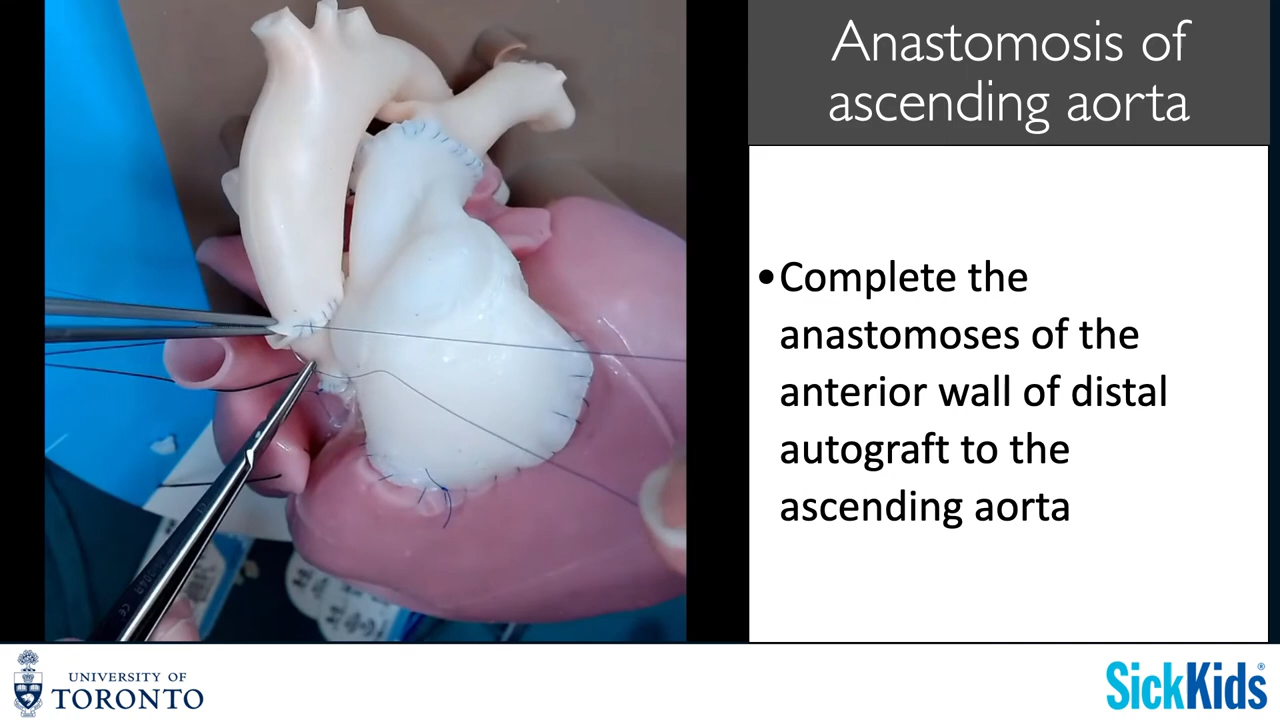 Anastomosis of
ascending aorta
•Complete the
anastomoses of the
anterior wall of distal
autograft to the
ascending aorta
UNIVERSITY OF
TORONTO
SickKids®